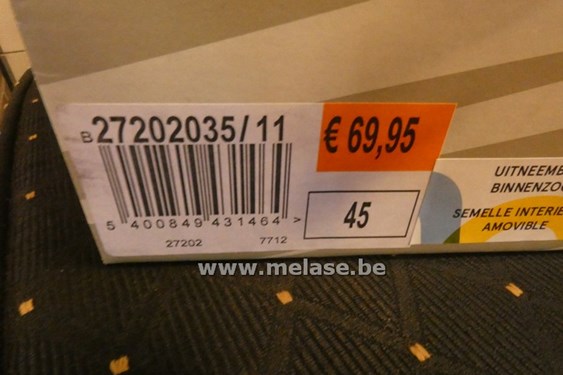 B27202035/11
€ 69,95
5 400849 431464 >
45
27202 7712
UITNEEMB
BINNENZO
SEMELLE INTERIE
AMOVIBLE
www.melase.be